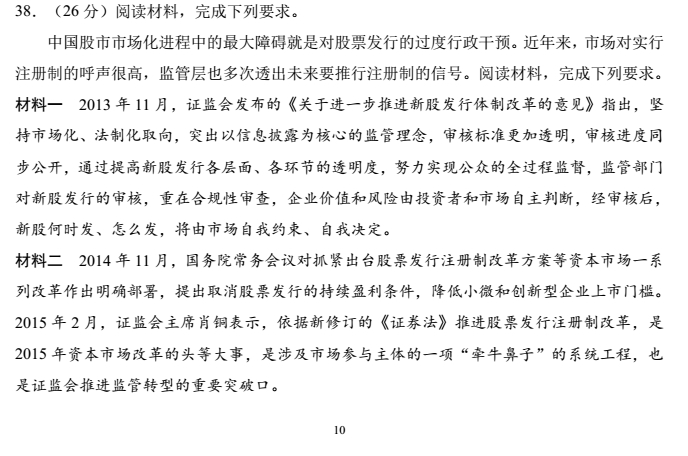 38．（26 分）阅读材料，完成下列要求。
中国股市市场化进程中的最大障碍就是对股票发行的过度行政干预。近年来，市场对实行
注册制的呼声很高，监管层也多次透出未来要推行注册制的信号。阅读材料，完成下列要求。
材料一　2013 年 11 月，证监会发布的《关于进一步推进新股发行体制改革的意见》指出，坚
持市场化、法制化取向，突出以信息披露为核心的监管理念，审核标准更加透明，审核进度同
步公开，通过提高新股发行各层面、各环节的透明度，努力实现公众的全过程监督，监管部门
对新股发行的审核，重在合规性审查，企业价值和风险由投资者和市场自主判断，经审核后，
新股何时发、怎么发，将由市场自我约束、自我决定。
材料二　2014 年 11 月，国务院常务会议对抓紧出台股票发行注册制改革方案等资本市场一系
列改革作出明确部署，提出取消股票发行的持续盈利条件，降低小微和创新型企业上市门槛。
2015 年 2 月，证监会主席肖钢表示，依据新修订的《证券法》推进股票发行注册制改革，是
2015 年资本市场改革的头等大事，是涉及市场参与主体的一项“牵牛鼻子”的系统工程，也
是证监会推进监管转型的重要突破口。
10